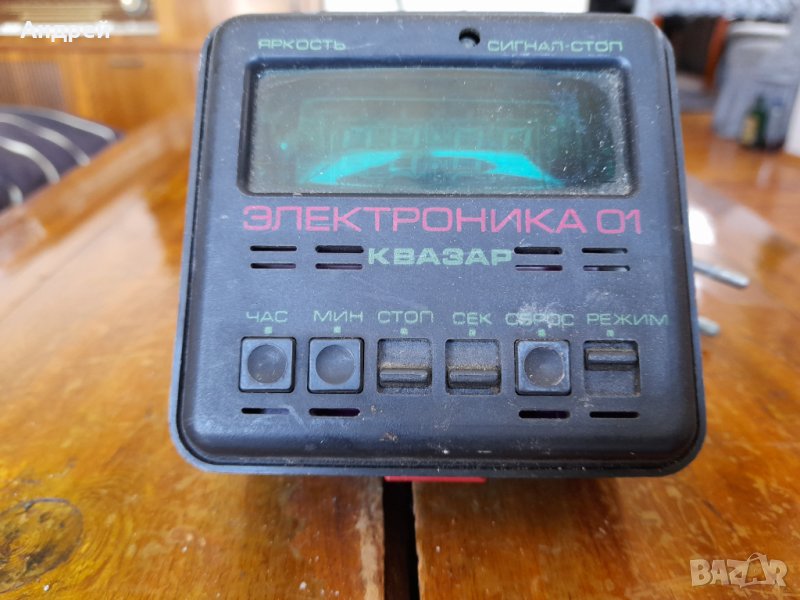 Андрей
ЯРКОСТЬ СИГНАЛ-СТОП
ЭЛЕКТРОНИКА 01
КВАЗАР
ЧАС МИН СТОП СЕК СБРОС РЕЖИМ
BAZAR